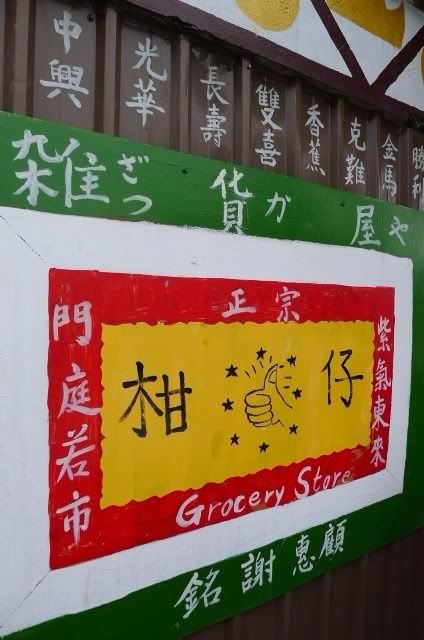 中興 光華 長壽 雙喜 香蕉 克難 金馬 勝利
雑ざつ 貨か 屋や
正宗
門庭若市
柑仔
紫氣東來
Grocery Store
銘謝惠顧